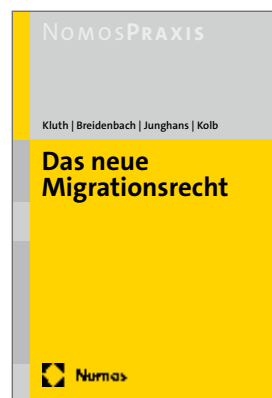 NOMOSPRAXIS
Kluth | Breidenbach | Junghans | Kolb
Das neue
Migrationsrecht
Nomos